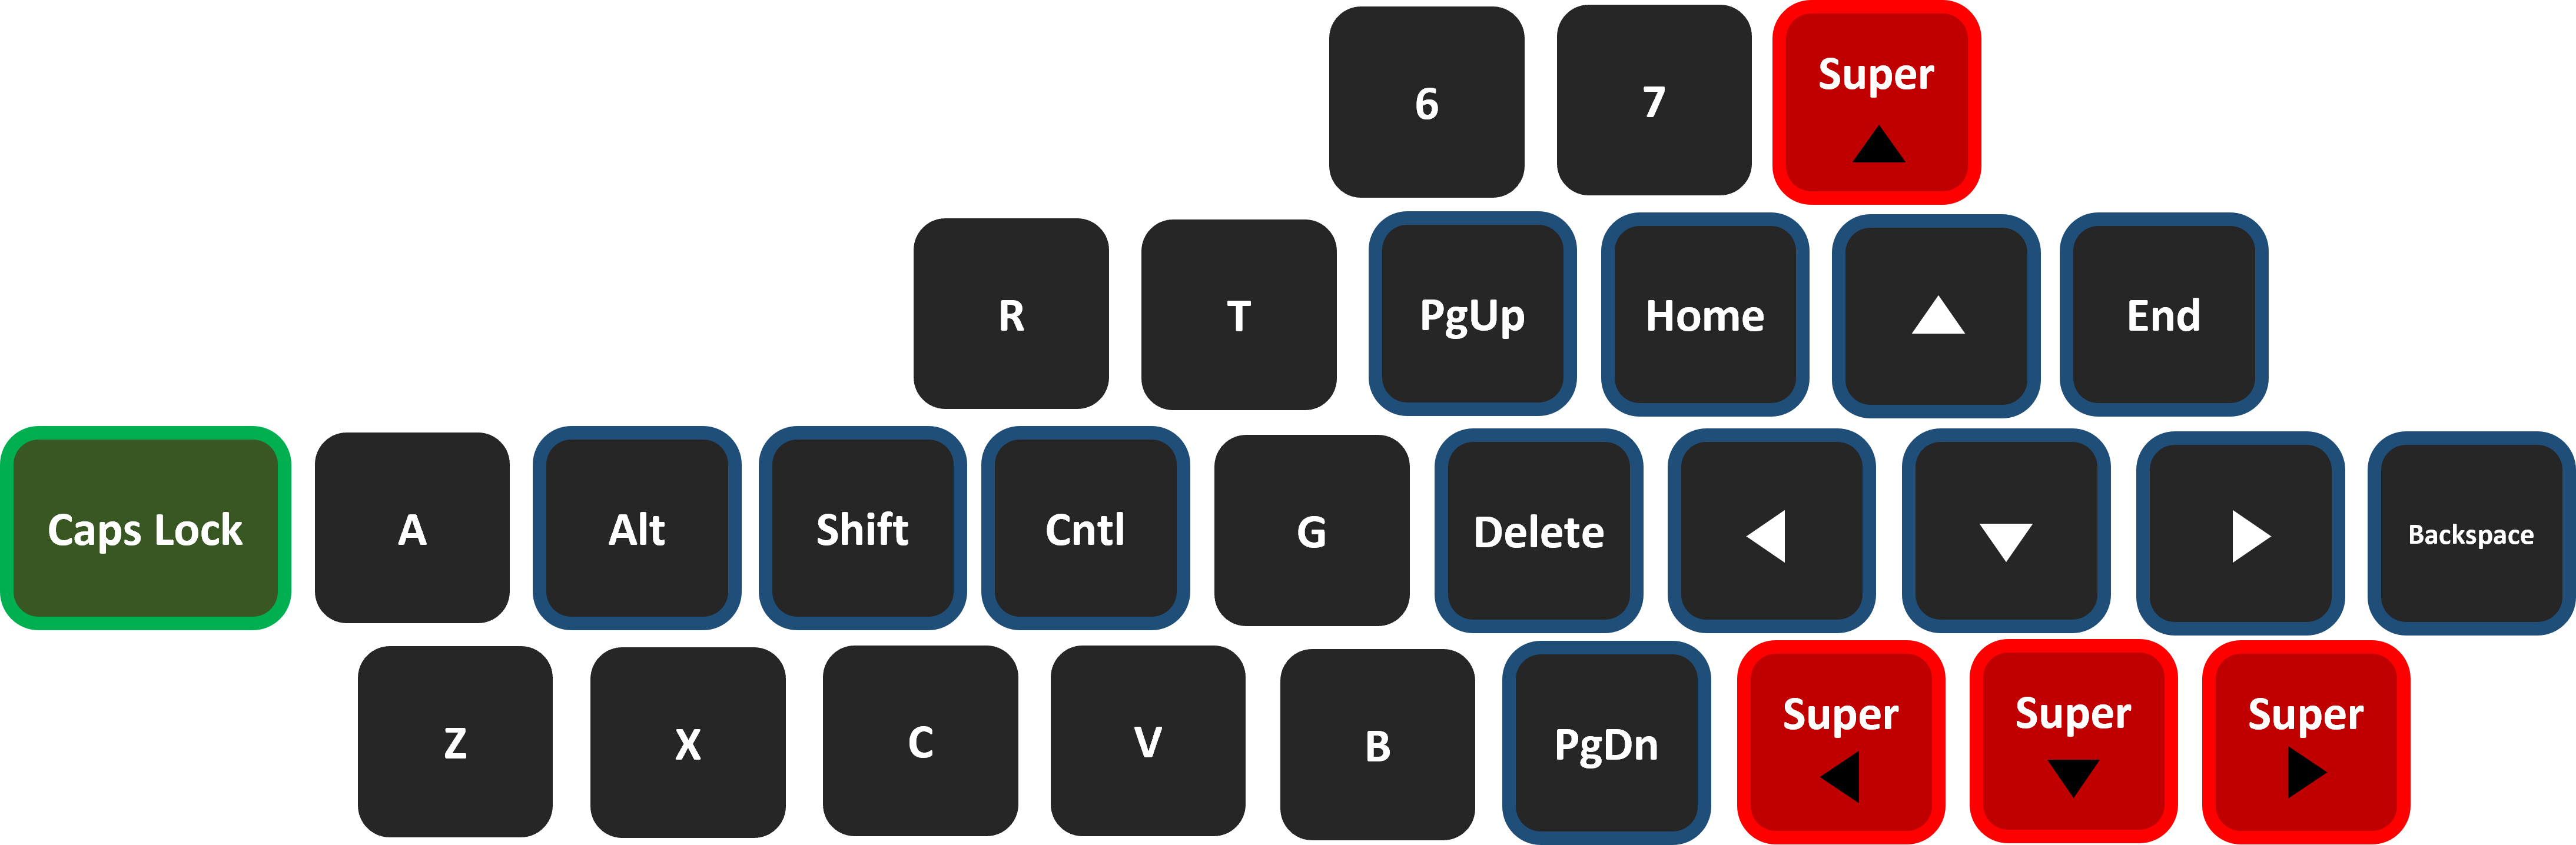 6 7 Super
R T PgUp Home End
Caps Lock A Alt Shift Cntl G Delete Backspace
Z X C V B PgDn Super Super Super